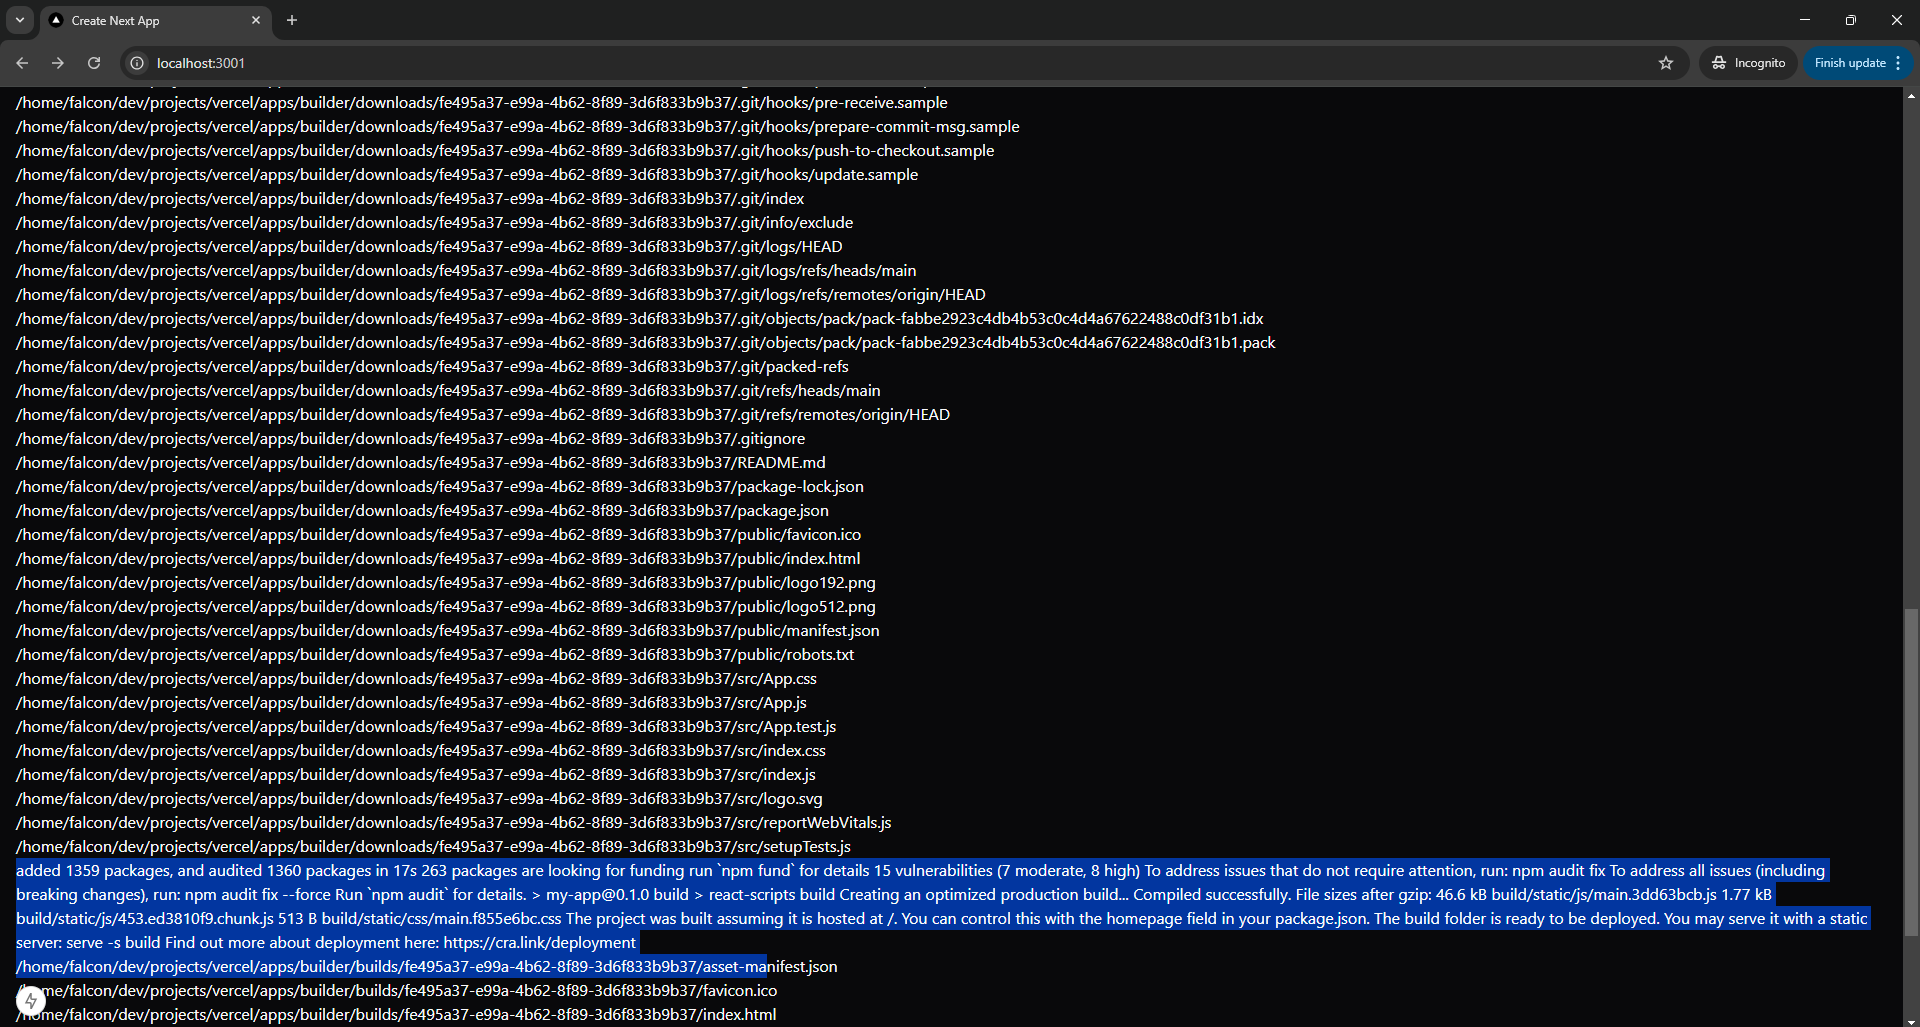 Create Next App
localhost:3001
Incognito
Finish update
/home/falcon/dev/projects/vercel/apps/builder/downloads/fe495a37-e99a-4b62-8f89-3d6f833b9b37/.git/hooks/pre-receive.sample
/home/falcon/dev/projects/vercel/apps/builder/downloads/fe495a37-e99a-4b62-8f89-3d6f833b9b37/.git/hooks/prepare-commit-msg.sample
/home/falcon/dev/projects/vercel/apps/builder/downloads/fe495a37-e99a-4b62-8f89-3d6f833b9b37/.git/hooks/push-to-checkout.sample
/home/falcon/dev/projects/vercel/apps/builder/downloads/fe495a37-e99a-4b62-8f89-3d6f833b9b37/.git/hooks/update.sample
/home/falcon/dev/projects/vercel/apps/builder/downloads/fe495a37-e99a-4b62-8f89-3d6f833b9b37/.git/index
/home/falcon/dev/projects/vercel/apps/builder/downloads/fe495a37-e99a-4b62-8f89-3d6f833b9b37/.git/info/exclude
/home/falcon/dev/projects/vercel/apps/builder/downloads/fe495a37-e99a-4b62-8f89-3d6f833b9b37/.git/logs/HEAD
/home/falcon/dev/projects/vercel/apps/builder/downloads/fe495a37-e99a-4b62-8f89-3d6f833b9b37/.git/logs/refs/heads/main
/home/falcon/dev/projects/vercel/apps/builder/downloads/fe495a37-e99a-4b62-8f89-3d6f833b9b37/.git/logs/refs/remotes/origin/HEAD
/home/falcon/dev/projects/vercel/apps/builder/downloads/fe495a37-e99a-4b62-8f89-3d6f833b9b37/.git/objects/pack/pack-fabbe2923c4db4b53c0c4d4a67622488c0df31b1.idx
/home/falcon/dev/projects/vercel/apps/builder/downloads/fe495a37-e99a-4b62-8f89-3d6f833b9b37/.git/objects/pack/pack-fabbe2923c4db4b53c0c4d4a67622488c0df31b1.pack
/home/falcon/dev/projects/vercel/apps/builder/downloads/fe495a37-e99a-4b62-8f89-3d6f833b9b37/.git/packed-refs
/home/falcon/dev/projects/vercel/apps/builder/downloads/fe495a37-e99a-4b62-8f89-3d6f833b9b37/.git/refs/heads/main
/home/falcon/dev/projects/vercel/apps/builder/downloads/fe495a37-e99a-4b62-8f89-3d6f833b9b37/.git/refs/remotes/origin/HEAD
/home/falcon/dev/projects/vercel/apps/builder/downloads/fe495a37-e99a-4b62-8f89-3d6f833b9b37/.gitignore
/home/falcon/dev/projects/vercel/apps/builder/downloads/fe495a37-e99a-4b62-8f89-3d6f833b9b37/README.md
/home/falcon/dev/projects/vercel/apps/builder/downloads/fe495a37-e99a-4b62-8f89-3d6f833b9b37/package-lock.json
/home/falcon/dev/projects/vercel/apps/builder/downloads/fe495a37-e99a-4b62-8f89-3d6f833b9b37/package.json
/home/falcon/dev/projects/vercel/apps/builder/downloads/fe495a37-e99a-4b62-8f89-3d6f833b9b37/public/favicon.ico
/home/falcon/dev/projects/vercel/apps/builder/downloads/fe495a37-e99a-4b62-8f89-3d6f833b9b37/public/index.html
/home/falcon/dev/projects/vercel/apps/builder/downloads/fe495a37-e99a-4b62-8f89-3d6f833b9b37/public/logo192.png
/home/falcon/dev/projects/vercel/apps/builder/downloads/fe495a37-e99a-4b62-8f89-3d6f833b9b37/public/logo512.png
/home/falcon/dev/projects/vercel/apps/builder/downloads/fe495a37-e99a-4b62-8f89-3d6f833b9b37/public/manifest.json
/home/falcon/dev/projects/vercel/apps/builder/downloads/fe495a37-e99a-4b62-8f89-3d6f833b9b37/public/robots.txt
/home/falcon/dev/projects/vercel/apps/builder/downloads/fe495a37-e99a-4b62-8f89-3d6f833b9b37/src/App.css
/home/falcon/dev/projects/vercel/apps/builder/downloads/fe495a37-e99a-4b62-8f89-3d6f833b9b37/src/App.js
/home/falcon/dev/projects/vercel/apps/builder/downloads/fe495a37-e99a-4b62-8f89-3d6f833b9b37/src/App.test.js
/home/falcon/dev/projects/vercel/apps/builder/downloads/fe495a37-e99a-4b62-8f89-3d6f833b9b37/src/index.css
/home/falcon/dev/projects/vercel/apps/builder/downloads/fe495a37-e99a-4b62-8f89-3d6f833b9b37/src/index.js
/home/falcon/dev/projects/vercel/apps/builder/downloads/fe495a37-e99a-4b62-8f89-3d6f833b9b37/src/logo.svg
/home/falcon/dev/projects/vercel/apps/builder/downloads/fe495a37-e99a-4b62-8f89-3d6f833b9b37/src/reportWebVitals.js
/home/falcon/dev/projects/vercel/apps/builder/downloads/fe495a37-e99a-4b62-8f89-3d6f833b9b37/src/setupTests.js
added 1359 packages, and audited 1360 packages in 17s 263 packages are looking for funding run `npm fund` for details 15 vulnerabilities (7 moderate, 8 high) To address issues that do not require attention, run: npm audit fix To address all issues (including
breaking changes), run: npm audit fix --force Run `npm audit` for details. > my-app@0.1.0 build > react-scripts build Creating an optimized production build... Compiled successfully. File sizes after gzip: 46.6 kB build/static/js/main.3dd63bcb.js 1.77 kB
build/static/js/453.ed3810f9.chunk.js 513 B build/static/css/main.f855e6bc.css The project was built assuming it is hosted at /. You can control this with the homepage field in your package.json. The build folder is ready to be deployed. You may serve it with a static
server: serve -s build Find out more about deployment here: https://cra.link/deployment
/home/falcon/dev/projects/vercel/apps/builder/builds/fe495a37-e99a-4b62-8f89-3d6f833b9b37/asset-manifest.json
me/falcon/dev/projects/vercel/apps/builder/builds/fe495a37-e99a-4b62-8f89-3d6f833b9b37/favicon.ico
/home/falcon/dev/projects/vercel/apps/builder/builds/fe495a37-e99a-4b62-8f89-3d6f833b9b37/index.html